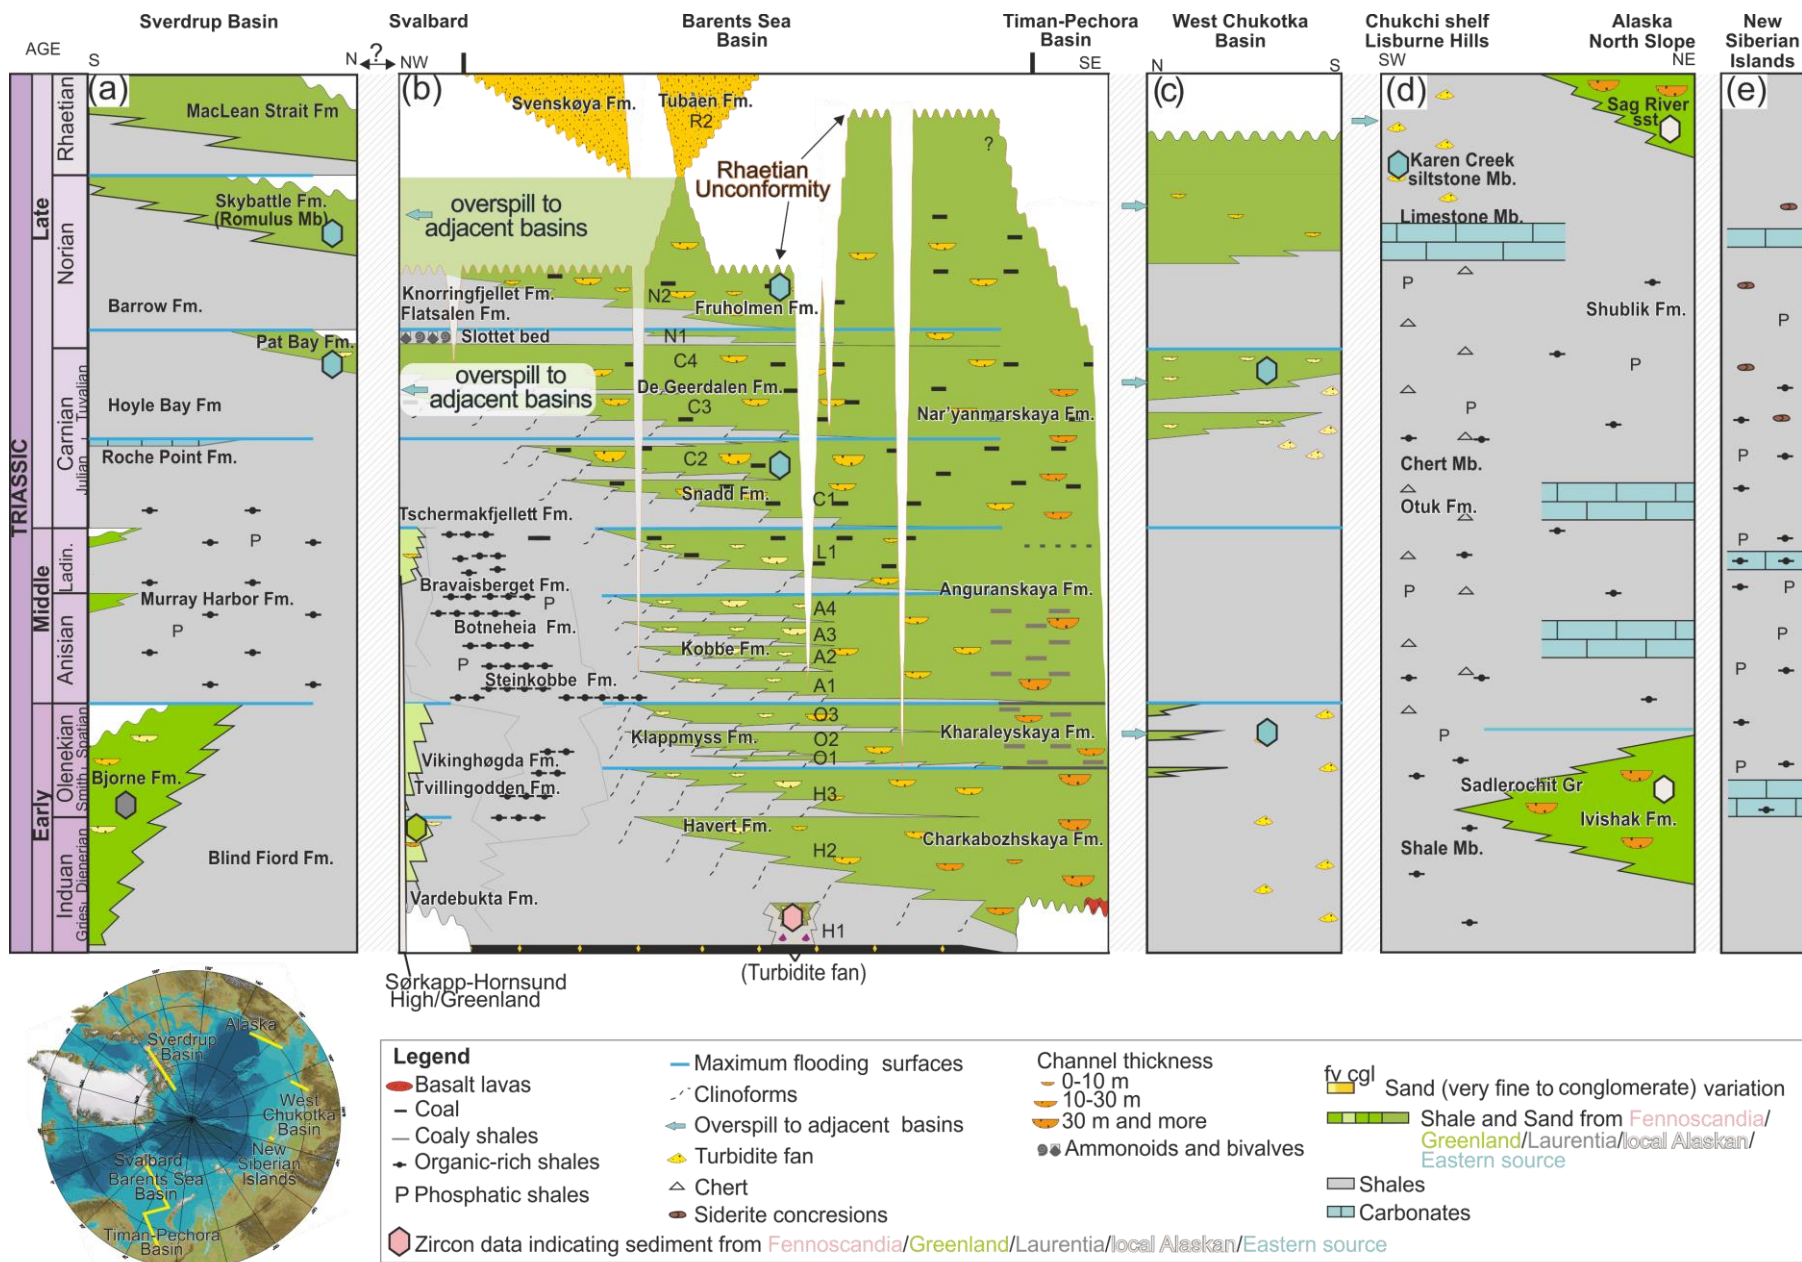 Sverdrup Basin
Svalbard
Barents Sea
Basin
Timan-Pechora
Basin
West Chukotka
Basin
Chukchi shelf
Lisburne Hills
Alaska
North Slope
New
Siberian
Islands
AGE
S
N
?
NW
SE
N
S
SW
NE
(a)
(b)
(c)
(d)
(e)
TRIASSIC
Late
Middle
Early
Rhaetian
Norian
Carnian
Tuvalian
Julian
Ladin.
Anisian
Olenekian
Spatian
Smith.
Induan
Dienerian
Griesb.
MacLean Strait Fm
Skybattle Fm.
(Romulus Mb)
Barrow Fm.
Pat Bay Fm.
Hoyle Bay Fm
Roche Point Fm.
P
Murray Harbor Fm.
P
Bjorne Fm.
Blind Fiord Fm.
Svenskøya Fm.
Tubåen Fm.
R2
Rhaetian
Unconformity
?
overspill to
adjacent basins
Knorringfjellet Fm.
Flatsalen Fm.
N2
Fruholmen Fm.
Slottet bed
N1
C4
overspill to
adjacent basins
De Geerdalen Fm.
C3
Nar'yanmarskaya Fm.
C2
Snadd Fm.
C1
Tschermakfjellett Fm.
L1
Bravaisberget Fm.
P
Anguranskaya Fm.
A4
Botneheia Fm.
A3
Kobbe Fm.
A2
P
Steinkobbe Fm.
A1
O3
Klappmyss Fm.
O2
Kharaleyskaya Fm.
O1
Vikinghøgda Fm.
Tvillingodden Fm.
H3
Havert Fm.
Charkabozhskaya Fm.
H2
Vardebukta Fm.
H1
(Turbidite fan)
Sørkapp-Hornsund
High/Greenland
Sag River
sst
Karen Creek
siltstone Mb.
Limestone Mb.
P
Shublik Fm.
P
P
Chert Mb.
Otuk Fm.
P
P
Sadlerochit Gr
Ivishak Fm.
Shale Mb.
P
P
P
P
P
P
P
Alaska
Sverdrup
Basin
West
Chukotka
Basin
New
Siberian
Islands
Svalbard
Barents Sea
Basin
Timan-Pechora
Basin
Legend
Basalt lavas
Coal
Coaly shales
Organic-rich shales
P Phosphatic shales
Maximum flooding surfaces
Clinoforms
Overspill to adjacent basins
Turbidite fan
Chert
Siderite concresions
Channel thickness
0-10 m
10-30 m
30 m and more
Ammonoids and bivalves
fv cgl
Sand (very fine to conglomerate) variation
Shale and Sand from Fennoscandia/
Greenland/Laurentia/local Alaskan/
Eastern source
Shales
Carbonates
Zircon data indicating sediment from Fennoscandia/Greenland/Laurentia/local Alaskan/Eastern source